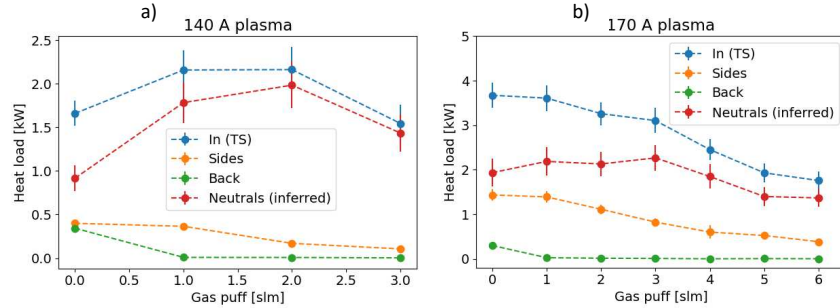 a)
140 A plasma
Heat load [kW]
2.5
2.0
1.5
1.0
0.5
0.0
In (TS)
Sides
Back
Neutrals (inferred)
0.0 0.5 1.0 1.5 2.0 2.5 3.0
Gas puff [slm]
b)
170 A plasma
Heat load [kW]
5
4
3
2
1
0
In (TS)
Sides
Back
Neutrals (inferred)
0 1 2 3 4 5 6
Gas puff [slm]